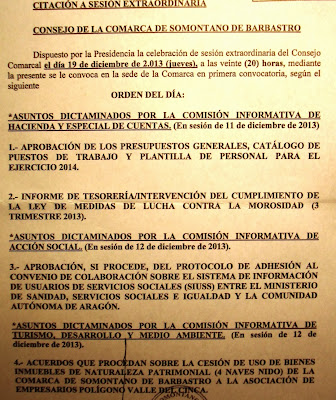 CITACIÓN A SESIÓN EXTRAORDINARIA
CONSEJO DE LA COMARCA DE SOMONTANO DE BARBASTRO
Dispuesto por la Presidencia la celebración de sesión extraordinaria del Consejo
Comarcal el día 19 de diciembre de 2.013 (jueves), a las veinte (20) horas, mediante
la presente se le convoca en la sede de la Comarca en primera convocatoria, según el
siguiente
ORDEN DEL DÍA:
*ASUNTOS DICTAMINADOS POR LA COMISIÓN INFORMATIVA DE
HACIENDA Y ESPECIAL DE CUENTAS. (En sesión de 11 de diciembre de 2013)
1.- APROBACIÓN DE LOS PRESUPUESTOS GENERALES, CATÁLOGO DE
PUESTOS DE TRABAJO Y PLANTILLA DE PERSONAL PARA EL
EJERCICIO 2014.
2.- INFORME DE TESORERÍA/INTERVENCIÓN DEL CUMPLIMIENTO DE
LA LEY DE MEDIDAS DE LUCHA CONTRA LA MOROSIDAD (3
TRIMESTRE 2013).
*ASUNTOS DICTAMINADOS POR LA COMISIÓN INFORMATIVA DE
ACCIÓN SOCIAL. (En sesión de 12 de diciembre de 2013).
3.- APROBACIÓN, SI PROCEDE, DEL PROTOCOLO DE ADHESIÓN AL
CONVENIO DE COLABORACIÓN SOBRE EL SISTEMA DE INFORMACIÓN
DE USUARIOS DE SERVICIOS SOCIALES (SIUSS) ENTRE EL MINISTERIO
DE SANIDAD, SERVICIOS SOCIALES E IGUALDAD Y LA COMUNIDAD
AUTÓNOMA DE ARAGÓN.
*ASUNTOS DICTAMINADOS POR LA COMISIÓN INFORMATIVA DE
TURISMO, DESARROLLO Y MEDIO AMBIENTE. (En sesión de 12 de
diciembre de 2013).
4.- ACUERDOS QUE PROCEDAN SOBRE LA CESIÓN DE USO DE BIENES
INMUEBLES DE NATURALEZA PATRIMONIAL (4 NAVES NIDO) DE LA
COMARCA DE SOMONTANO DE BARBASTRO A LA ASOCIACIÓN DE
EMPRESARIOS POLÍGONO VALLE DEL CINCA.